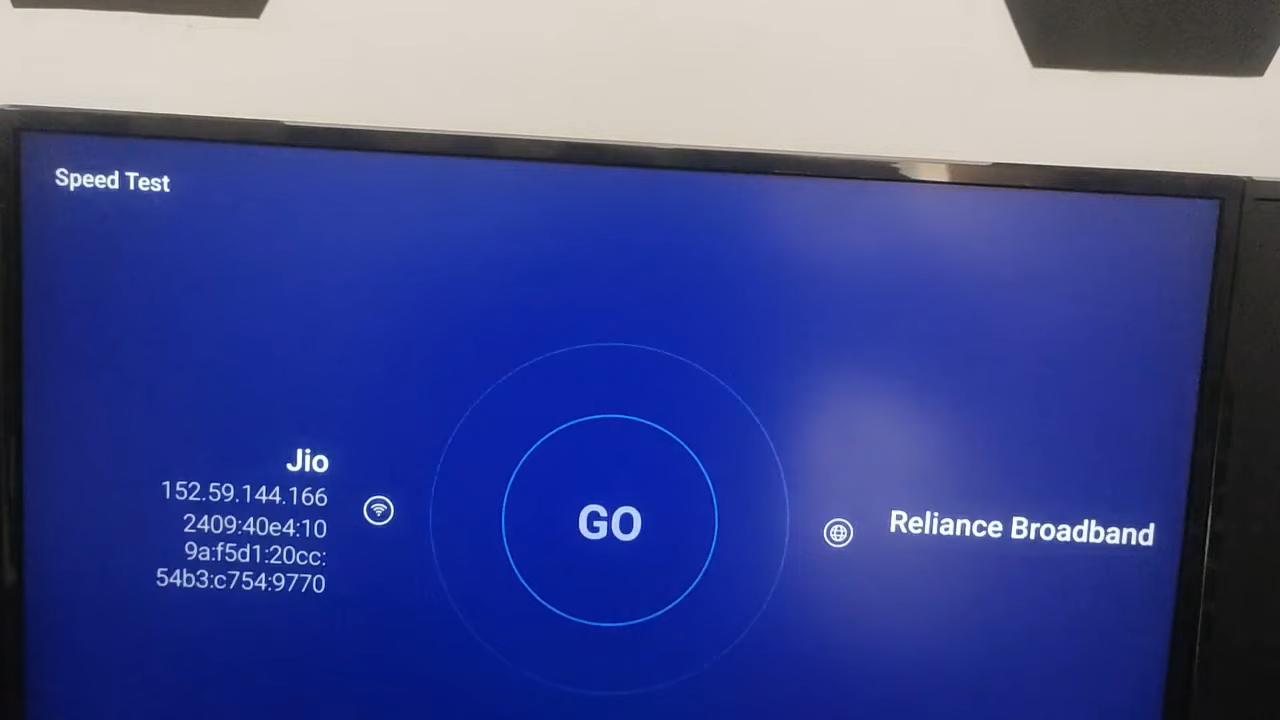 Speed Test
Jio
152.59.144.166
2409:40e4:10
9a:f5d1:20cc:
54b3:c754:9770
GO
Reliance Broadband